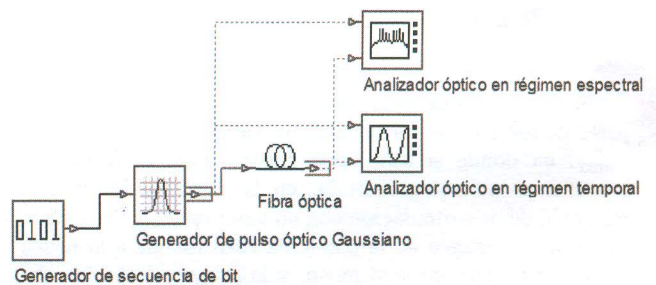 Analizador óptico en régimen espectral
Analizador óptico en régimen temporal
Fibra óptica
Generador de pulso óptico Gaussiano
0101
Generador de secuencia de bit